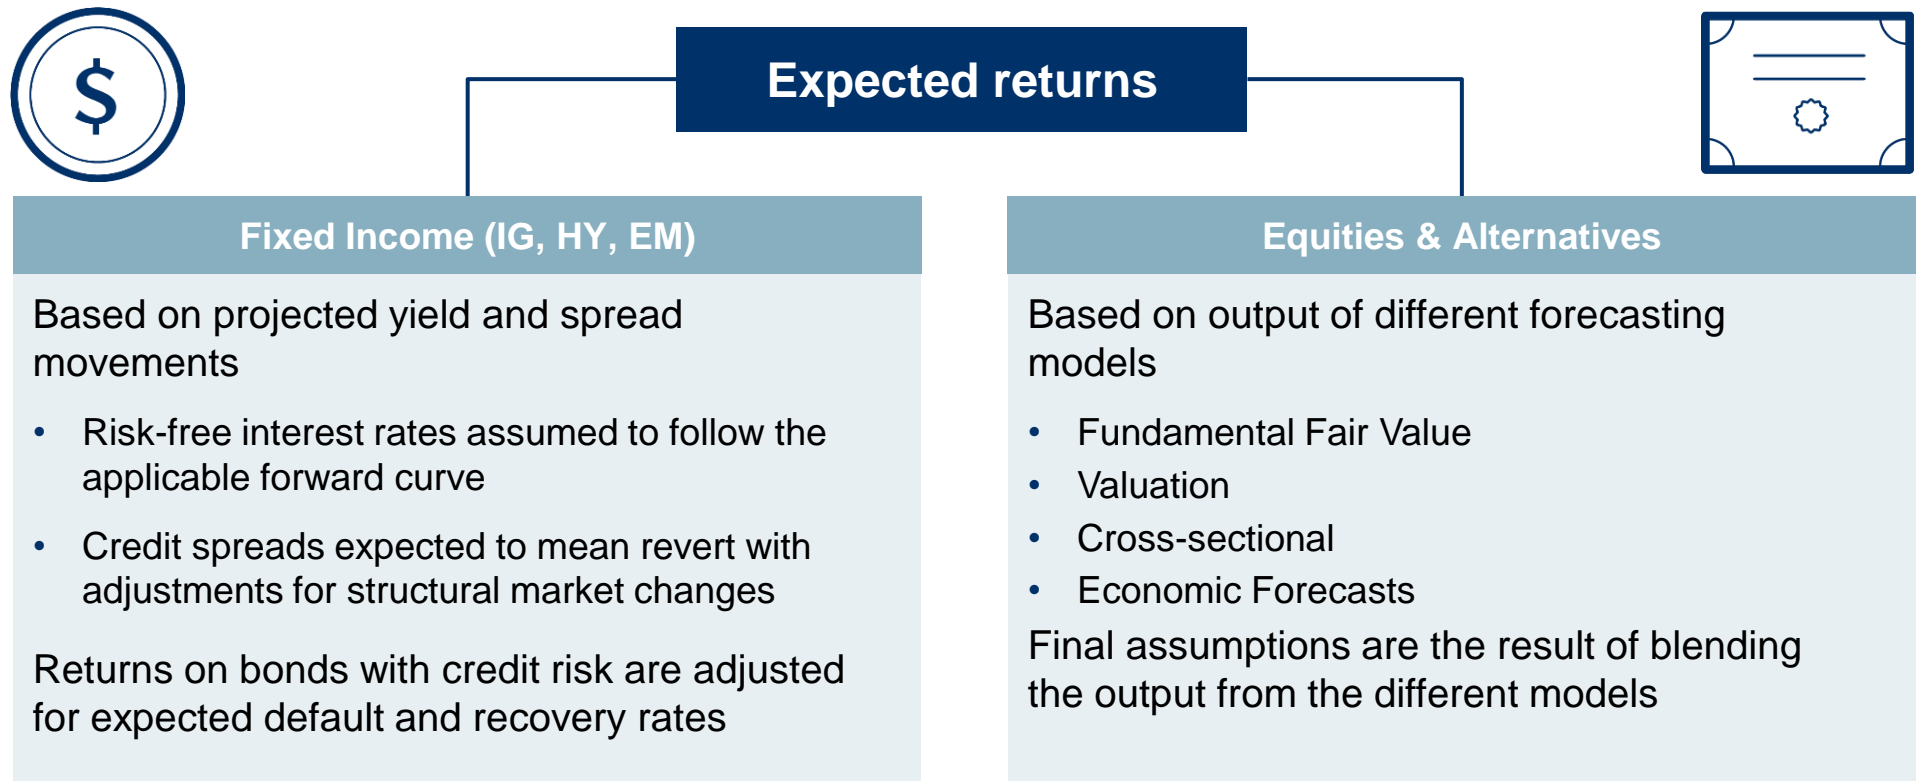 $
Expected returns
Fixed Income (IG, HY, EM)
Based on projected yield and spread
movements
• Risk-free interest rates assumed to follow the
applicable forward curve
• Credit spreads expected to mean revert with
adjustments for structural market changes
Returns on bonds with credit risk are adjusted
for expected default and recovery rates
Equities & Alternatives
Based on output of different forecasting
models
• Fundamental Fair Value
• Valuation
• Cross-sectional
• Economic Forecasts
Final assumptions are the result of blending
the output from the different models